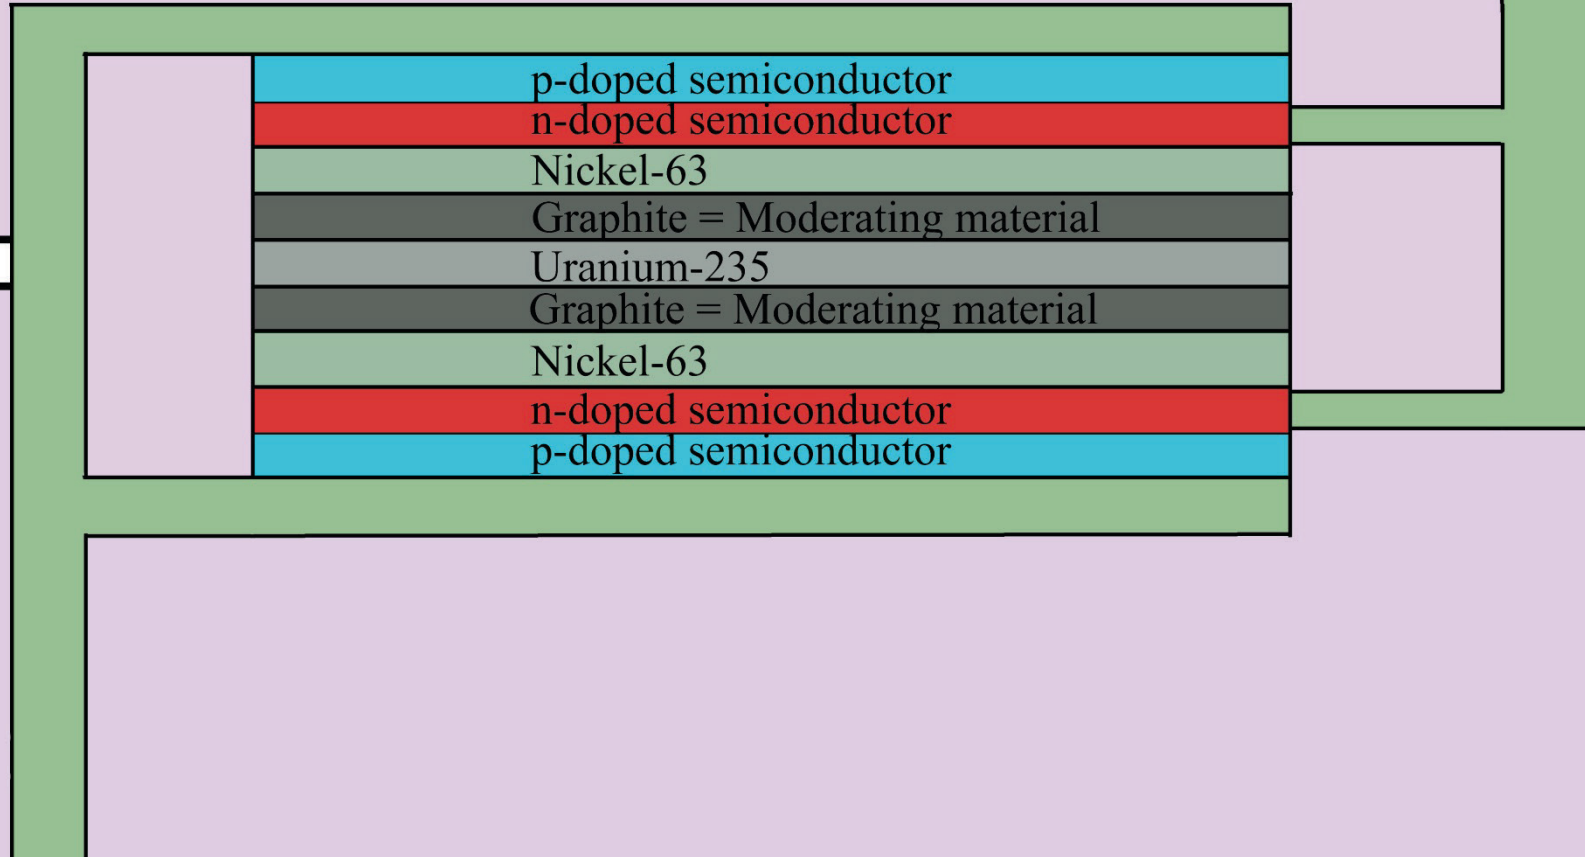 p-doped semiconductor
n-doped semiconductor
Nickel-63
Graphite = Moderating material
Uranium-235
Graphite = Moderating material
Nickel-63
n-doped semiconductor
p-doped semiconductor